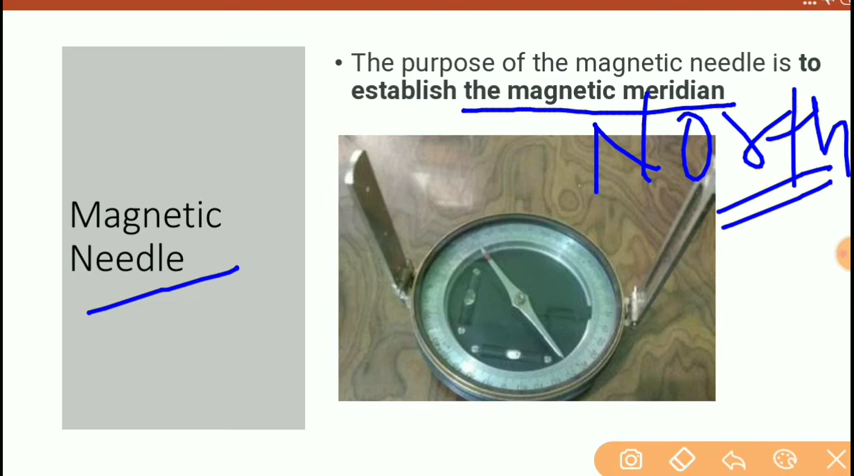 • The purpose of the magnetic needle is to
establish the magnetic meridian
North
Magnetic
Needle